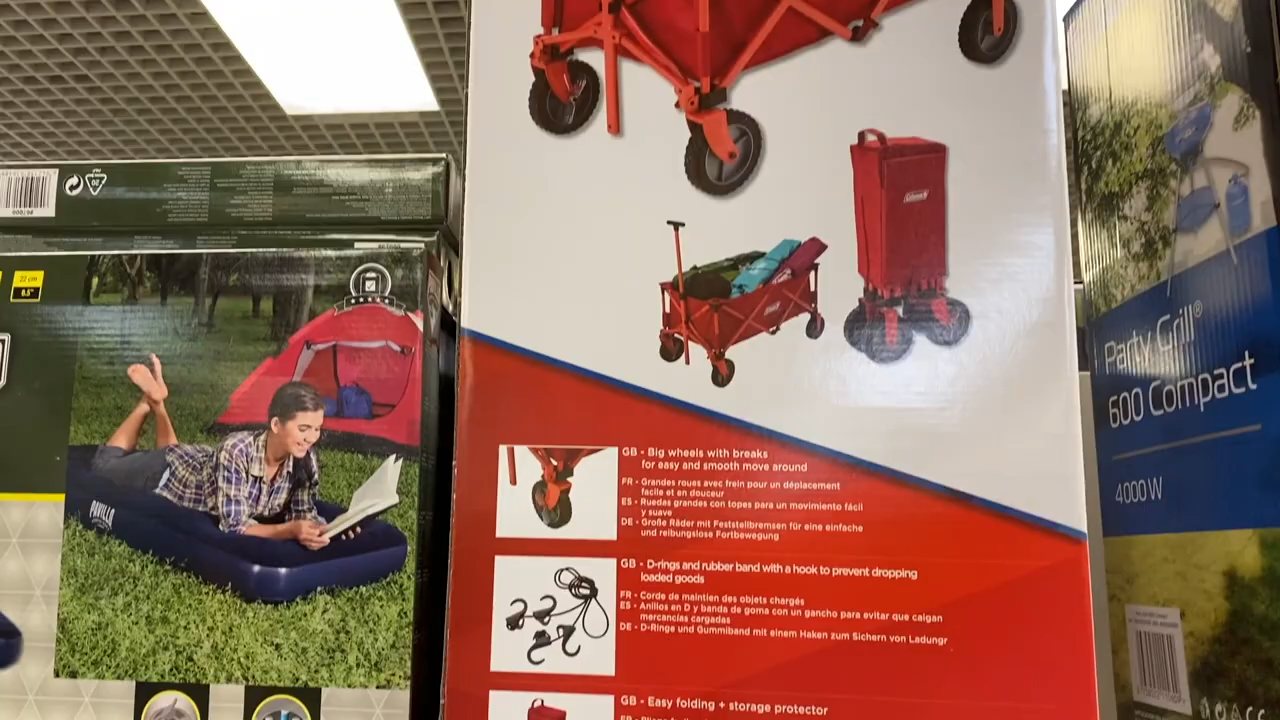 22 cm
8.5"
PAVILLO
Coleman
Coleman
GB - Big wheels with breaks
for easy and smooth move around
FR - Grandes roues avec frein pour un déplacement
facile et en douceur
ES - Ruedas grandes con topes para un movimiento fácil
y suave
DE - Große Räder mit Feststellbremsen für eine einfache
und reibungslose Fortbewegung
GB - D-rings and rubber band with a hook to prevent dropping
loaded goods
FR - Cords de maintien des objets chargés
ES - Anillos en D y banda de goma con un gancho para evitar que caigan
mercancías cargadas
DE - D-Ringe und Gummiband mit einem Haken zum Sichern von Ladungr
GB - Easy folding + storage protector
Party Grill®
600 Compact
4000 W